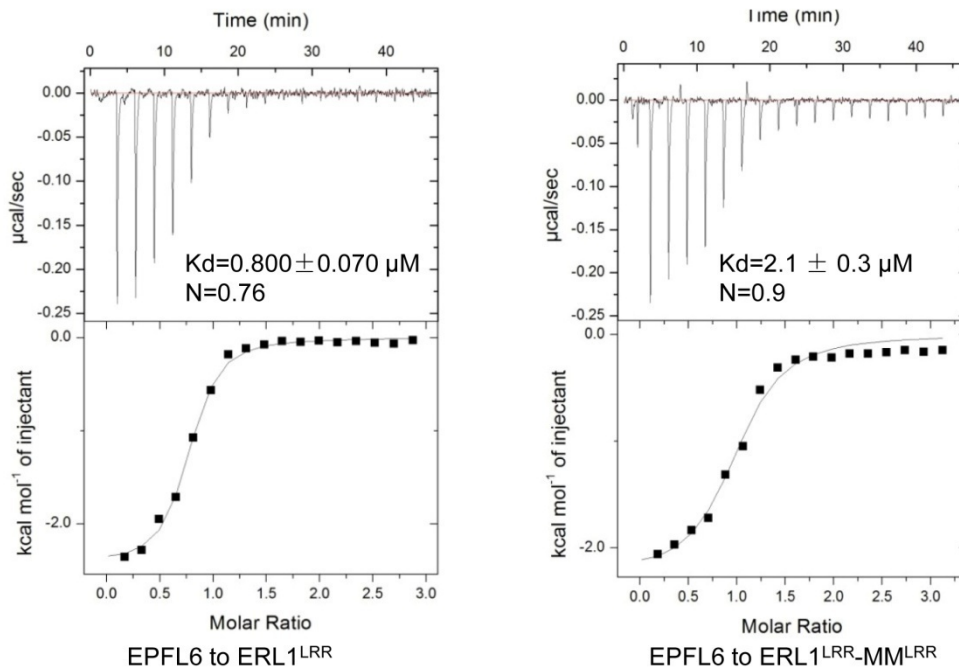 Time (min)
0 10 20 30 40
0.00
-0.05
-0.10
-0.15
-0.20
-0.25
µcal/sec
Kd=0.800±0.070 µM
N=0.76
0.0
-2.0
kcal mol⁻¹ of injectant
0.0 0.5 1.0 1.5 2.0 2.5 3.0
Molar Ratio
EPFL6 to ERL1ᴸᴿᴿ
Time (min)
0 10 20 30 40
0.00
-0.05
-0.10
-0.15
-0.20
-0.25
µcal/sec
Kd=2.1 ± 0.3 µM
N=0.9
0.0
-2.0
kcal mol⁻¹ of injectant
0.0 0.5 1.0 1.5 2.0 2.5 3.0
Molar Ratio
EPFL6 to ERL1ᴸᴿᴿ-MMᴸᴿᴿ